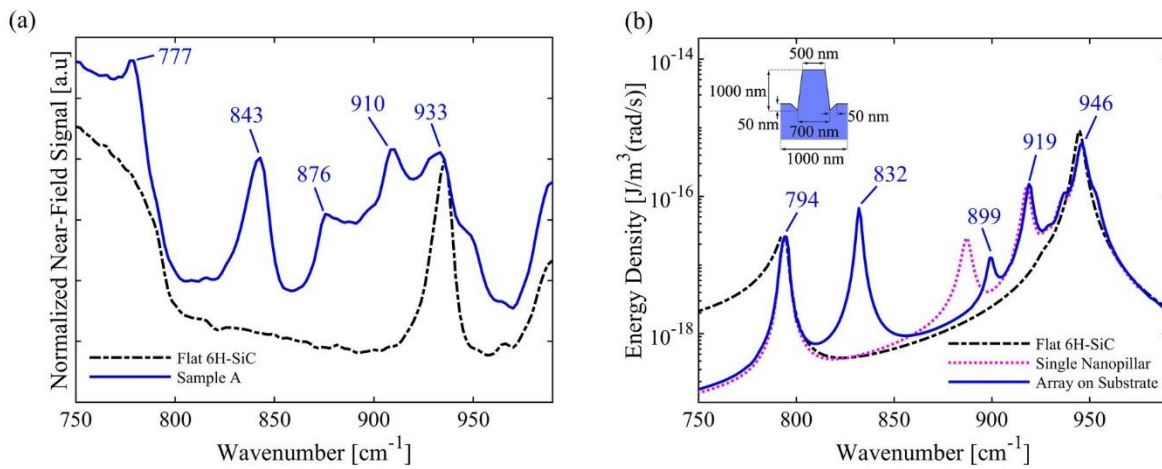 (a)
Normalized Near-Field Signal [a.u]
777
843
876
910
933
Flat 6H-SiC
Sample A
750
800
850
900
950
Wavenumber [cm⁻¹]
(b)
Energy Density [J/m³(rad/s)]
10⁻¹⁴
10⁻¹⁶
10⁻¹⁸
500 nm
1000 nm
50 nm
700 nm
50 nm
1000 nm
794
832
899
919
946
Flat 6H-SiC
Single Nanopillar
Array on Substrate
750
800
850
900
950
Wavenumber [cm⁻¹]